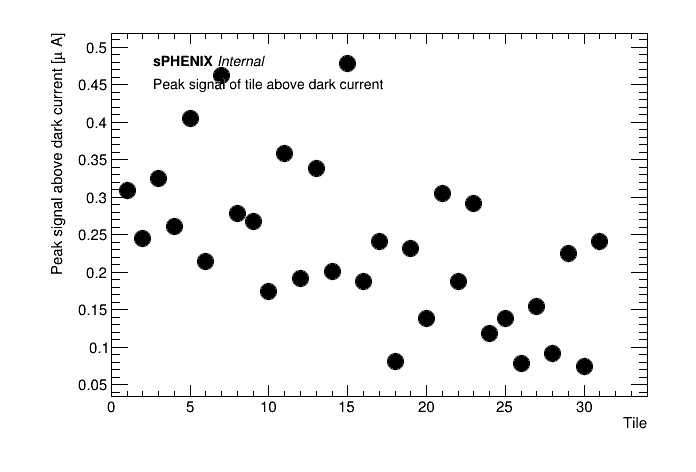 sPHENIX Internal
Peak signal of tile above dark current
Peak signal above dark current [μ A]
0.5
0.45
0.4
0.35
0.3
0.25
0.2
0.15
0.1
0.05
0 5 10 15 20 25 30
Tile